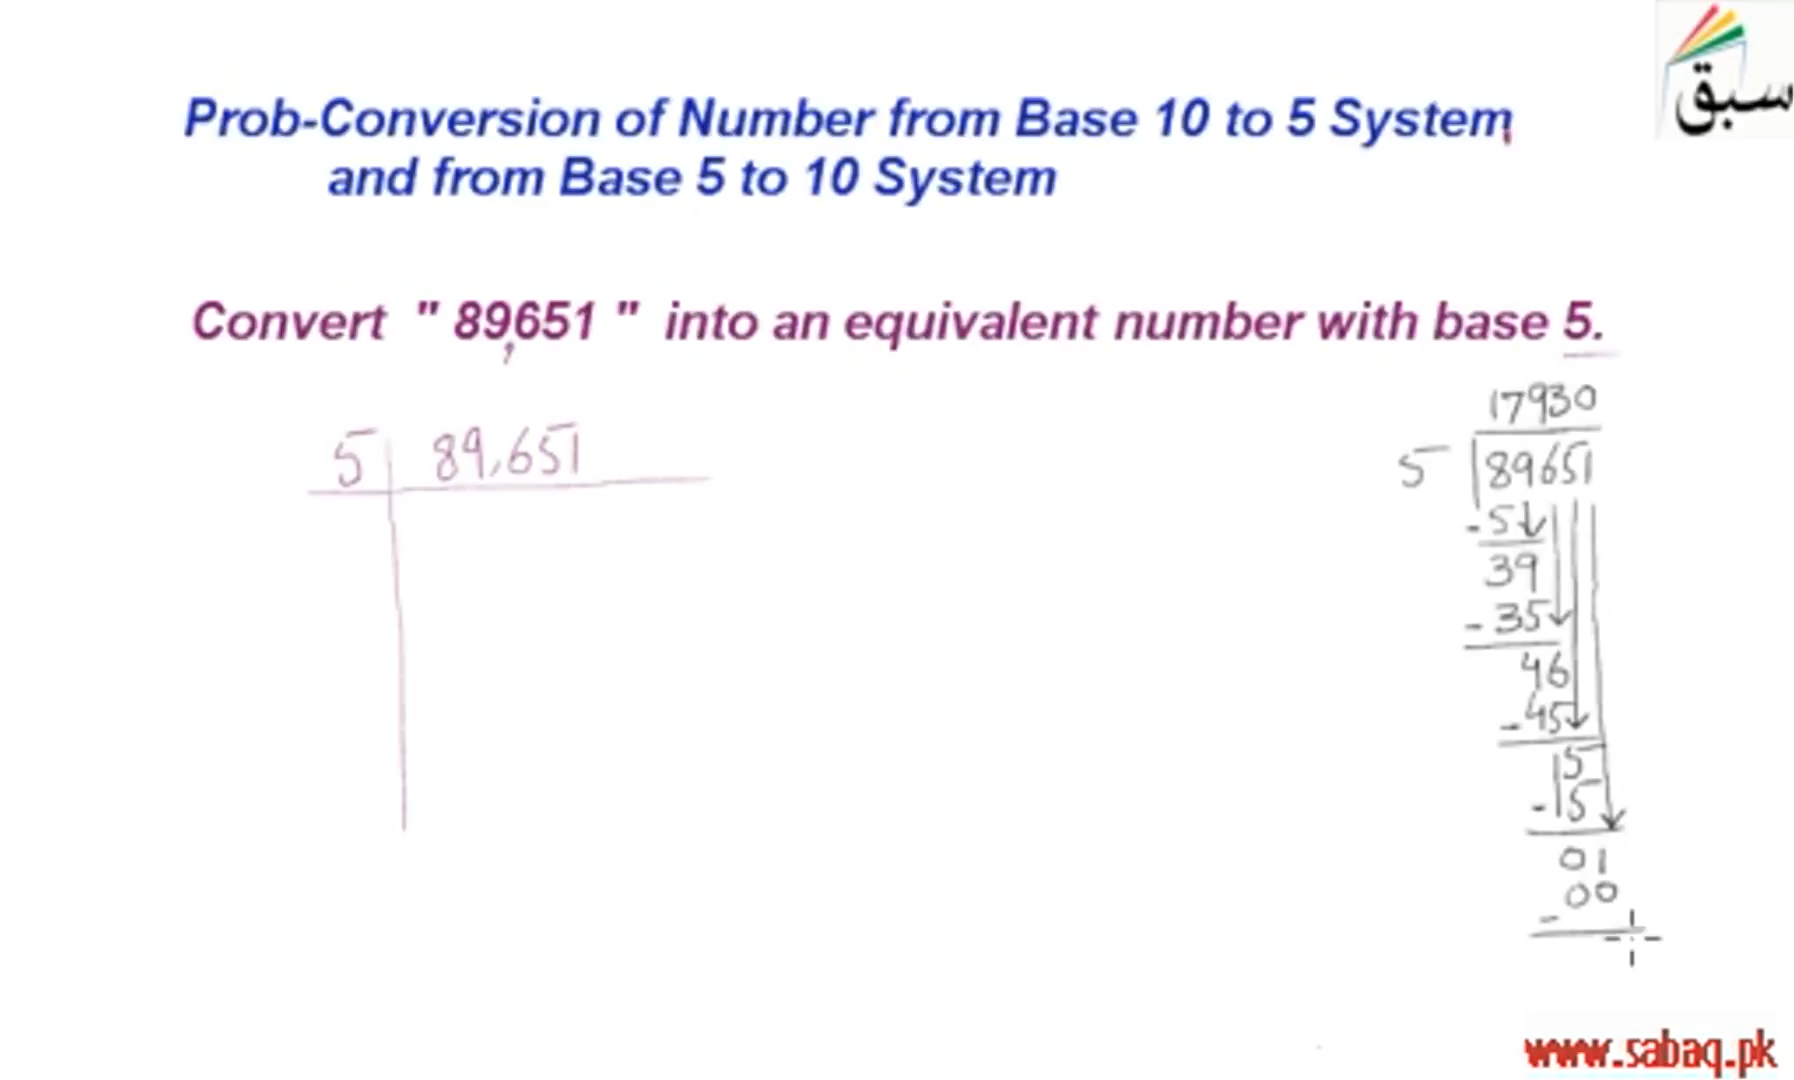 سبق
Prob-Conversion of Number from Base 10 to 5 System,
and from Base 5 to 10 System
Convert " 89,651 " into an equivalent number with base 5.
5 89,651
17930
5 89651
-5
39
-35
46
-45
15
-15
01
-00
www.sabaq.pk